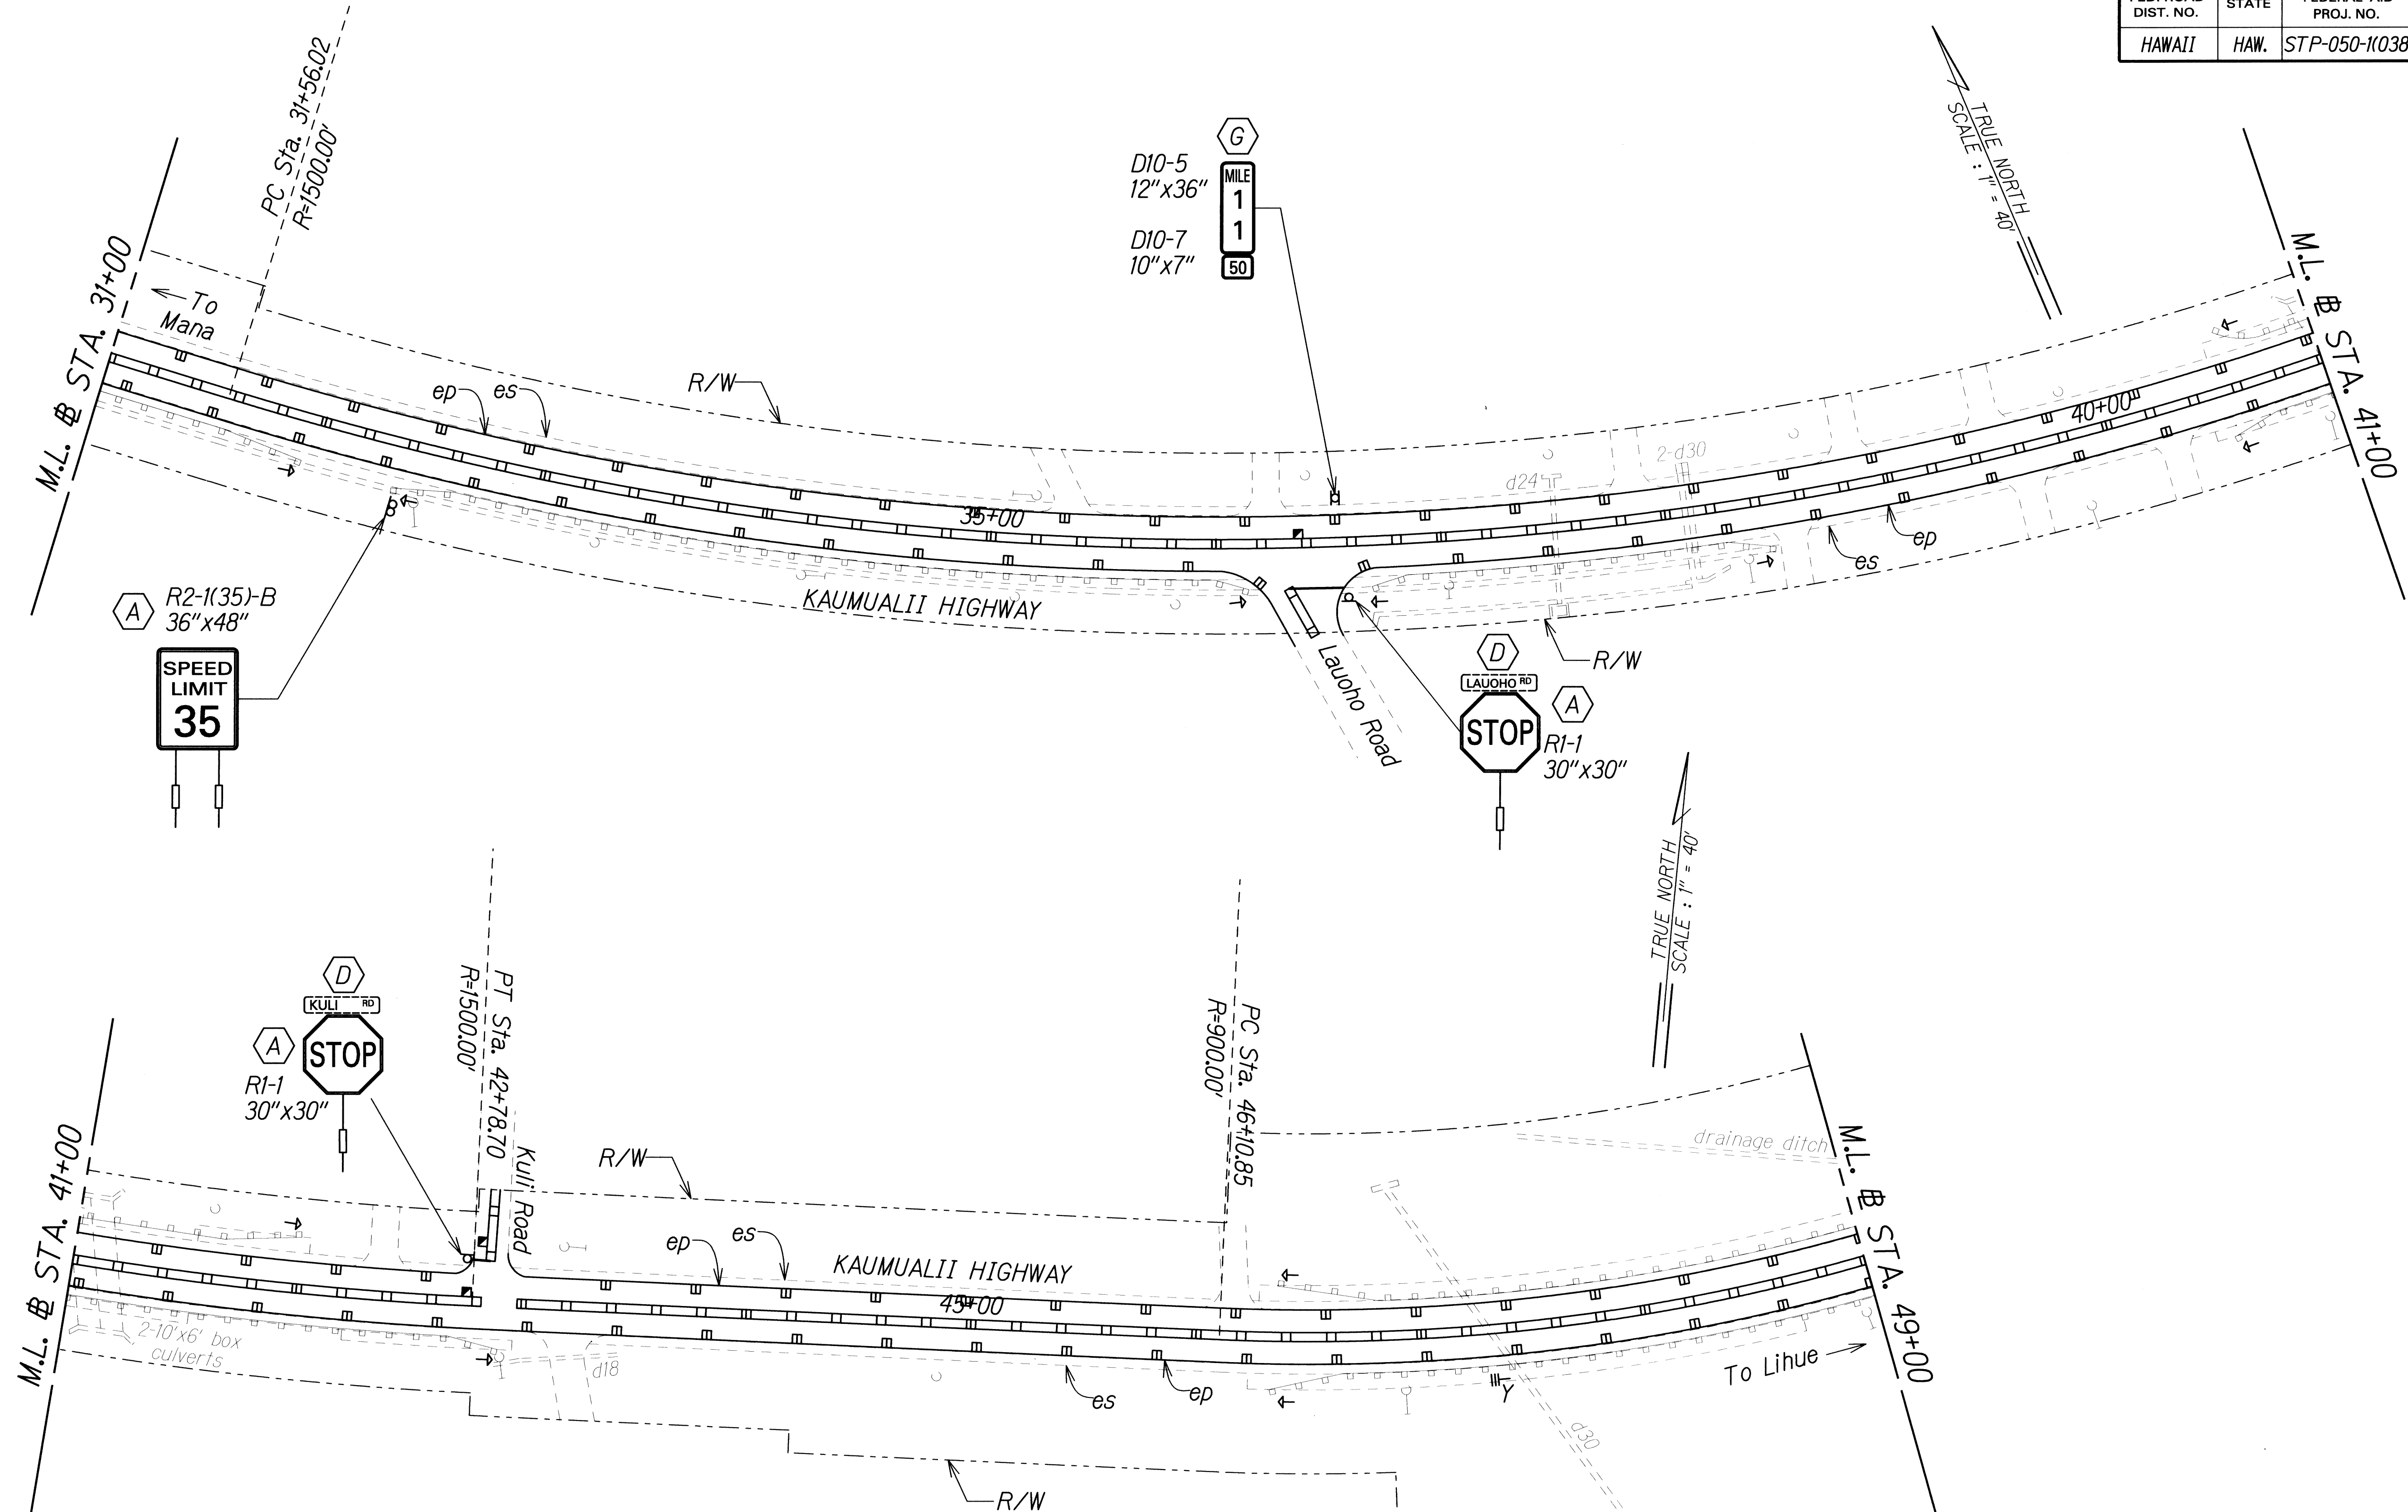 DIST. NO.
STATE
PROJ. NO.
HAWAII
HAW.
STP-050-1(038
PC Sta. 31+56.02
R=1500.00'
TRUE NORTH
SCALE : 1" = 40'
G
D10-5
12"x36"
MILE
1
1
D10-7
10"x7"
50
M.L. B STA. 31+00
To
Mana
ep
es
R/W
35+00
d24
2-d30
40+00
M.L. B STA. 41+00
es
ep
KAUMUALII HIGHWAY
A
R2-1(35)-B
36"x48"
SPEED
LIMIT
35
Lauoho Road
R/W
D
LAUOHO RD
STOP
A
R1-1
30"x30"
TRUE NORTH
SCALE : 1" = 40'
D
KULI RD
STOP
A
R1-1
30"x30"
R=1500.00'
PT Sta. 42+78.70
Kuli Road
R=900.00'
PC Sta. 46+10.85
M.L. B STA. 41+00
R/W
ep
es
KAUMUALII HIGHWAY
45+00
drainage ditch
M.L. B STA. 49+00
2-10'x6' box
culverts
d18
es
ep
Y
To Lihue
d30
R/W